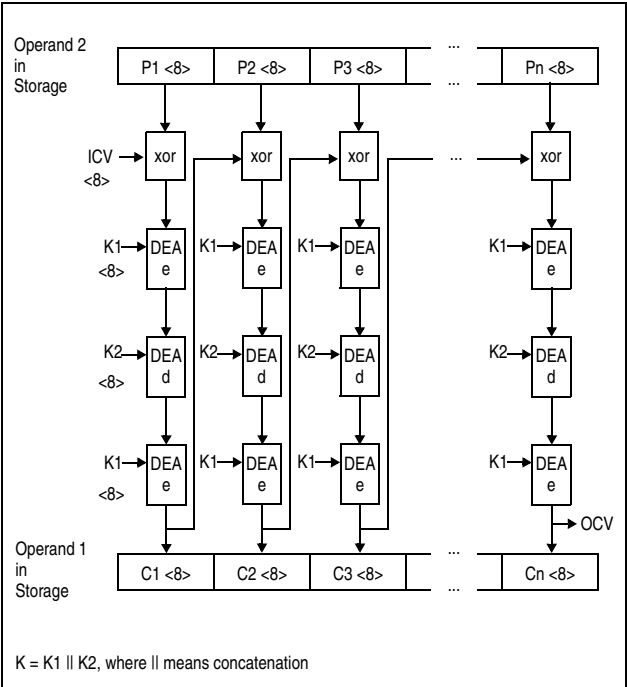 Operand 2
in
Storage
P1 <8> P2 <8> P3 <8> ... ... Pn <8>
ICV <8> xor xor xor ... xor
K1 <8> DEA e K1 DEA e K1 DEA e K1 DEA e
K2 <8> DEA d K2 DEA d K2 DEA d K2 DEA d
K1 <8> DEA e K1 DEA e K1 DEA e K1 DEA e
OCV
Operand 1
in
Storage
C1 <8> C2 <8> C3 <8> ... ... Cn <8>
K = K1 || K2, where || means concatenation